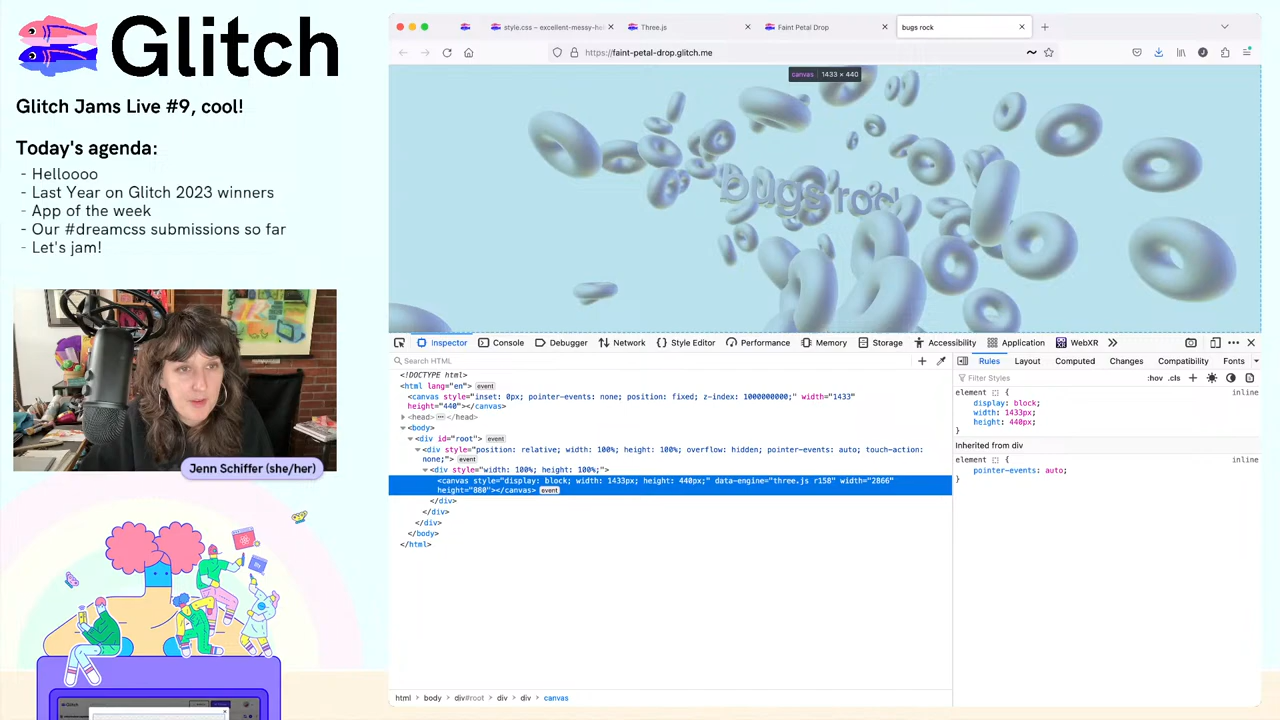 Glitch
Glitch Jams Live #9, cool!
Today's agenda:
- Helloooo
- Last Year on Glitch 2023 winners
- App of the week
- Our #dreamcss submissions so far
- Let's jam!
Jenn Schiffer (she/her)
style.css – excellent-messy-he
Three.js
Faint Petal Drop
bugs rock
https://faint-petal-drop.glitch.me
canvas 1433 × 440
bugs roc
Inspector Console Debugger Network Style Editor Performance Memory Storage Accessibility Application WebXR
Search HTML
Rules Layout Computed Changes Compatibility Fonts
Filter Styles
:hov .cls
<!DOCTYPE html>
<html lang="en"> event
<canvas style="inset: 0px; pointer-events: none; position: fixed; z-index: 1000000000;" width="1433"
height="440"></canvas>
<head> ⋯ </head>
<body>
<div id="root"> event
<div style="position: relative; width: 100%; height: 100%; overflow: hidden; pointer-events: auto; touch-action:
none;"> event
<div style="width: 100%; height: 100%;">
<canvas style="display: block; width: 1433px; height: 440px;" data-engine="three.js r158" width="2866"
height="880"></canvas> event
</div>
</div>
</div>
</body>
</html>
element { inline
display: block;
width: 1433px;
height: 440px;
}
Inherited from div
element { inline
pointer-events: auto;
}
html body div#root div div canvas